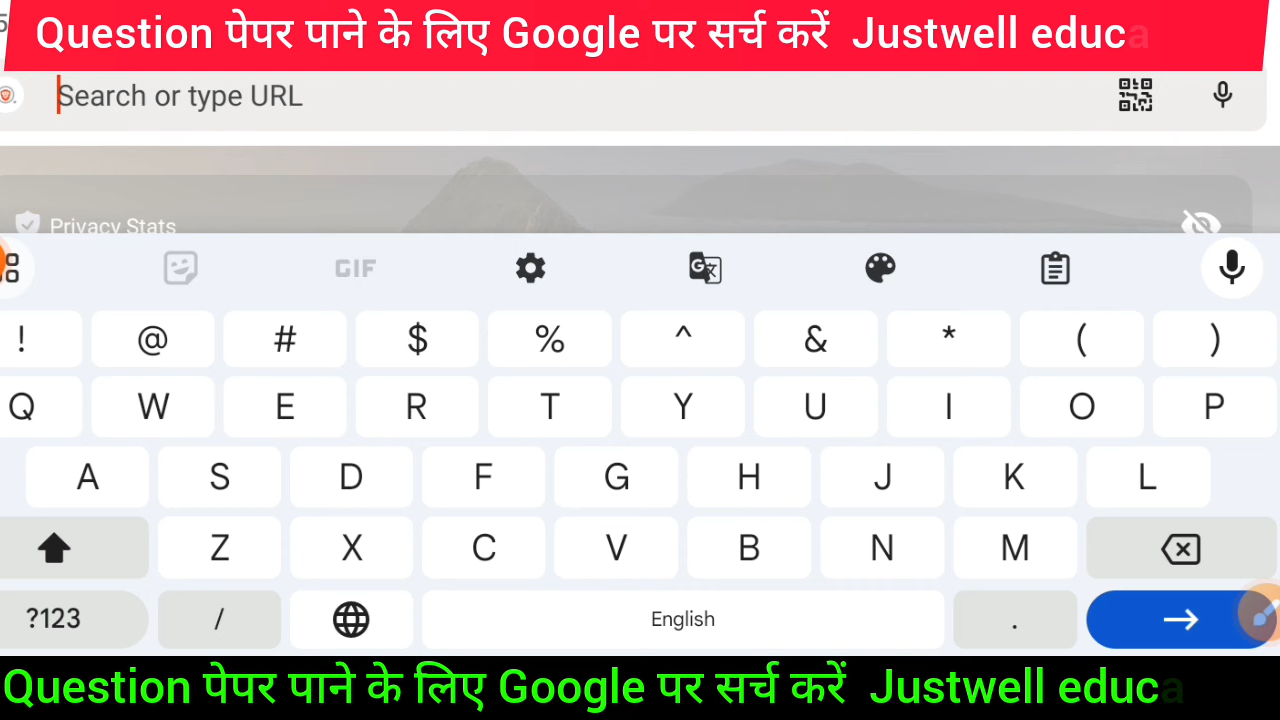 Question पेपर पाने के लिए Google पर सर्च करें Justwell educa
Search or type URL
Privacy Stats
GIF
! @ # $ % ^ & * ( )
Q W E R T Y U I O P
A S D F G H J K L
Z X C V B N M
?123 / English .
Question पेपर पाने के लिए Google पर सर्च करें Justwell educa